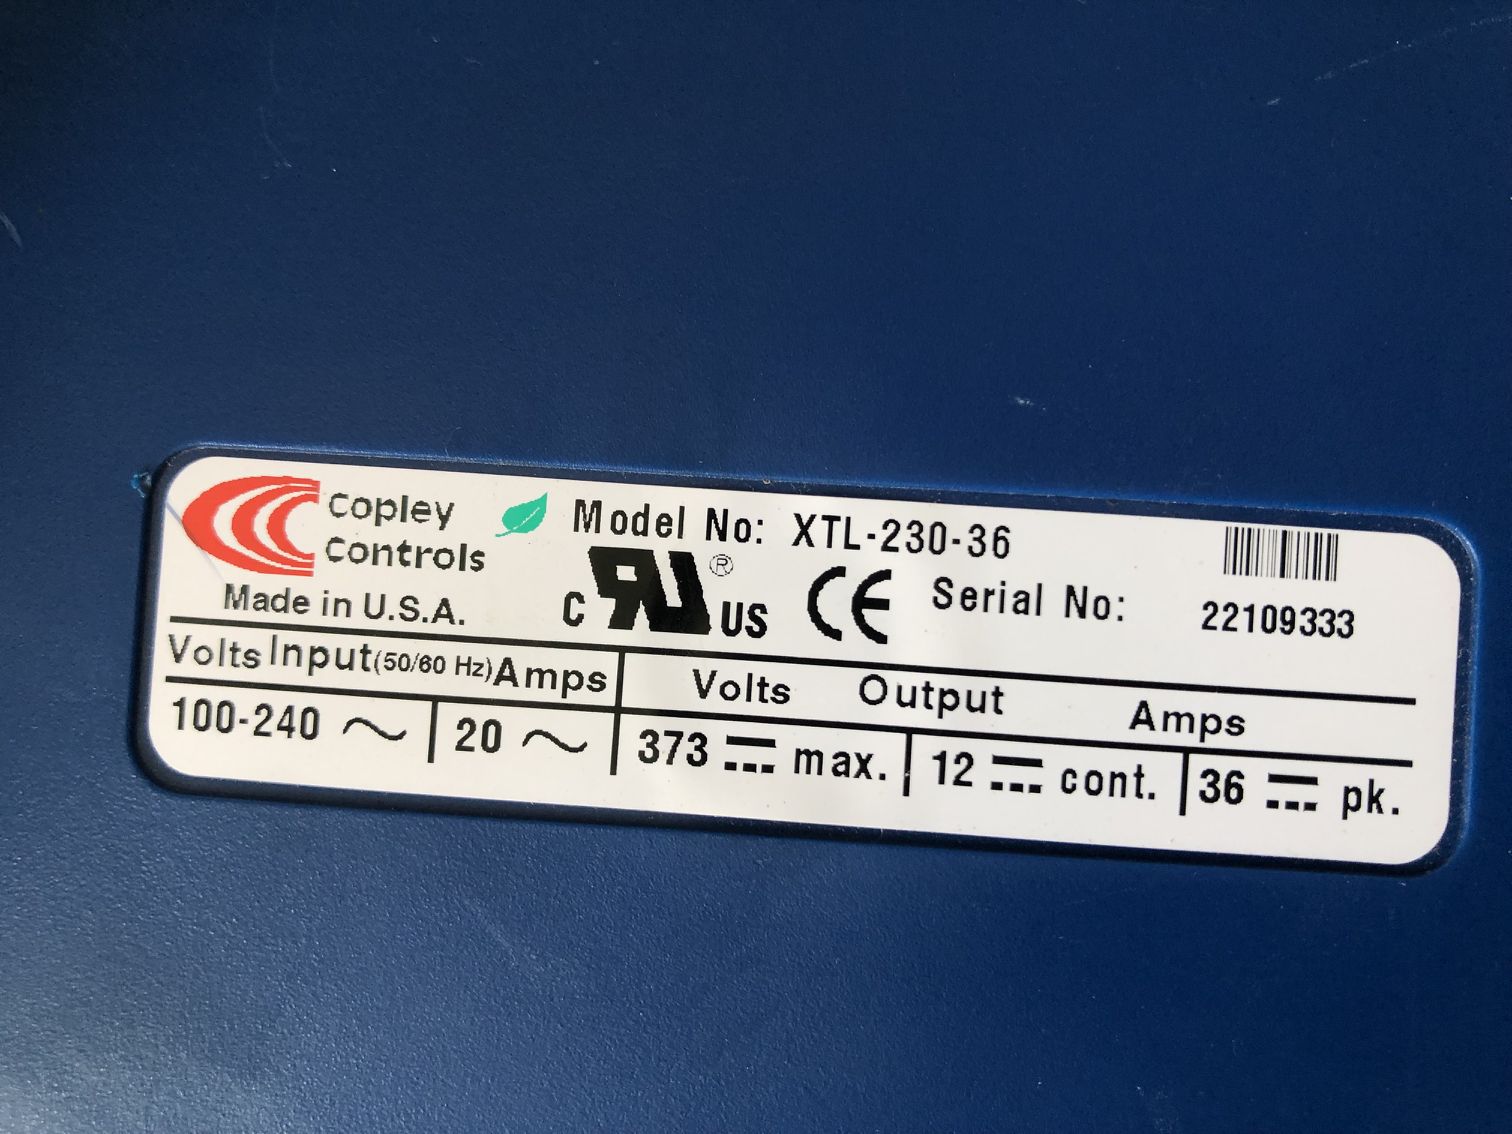 copley
controls
Made in U.S.A.
Model No: XTL-230-36
C RU ® US CE
Serial No: 22109333
Volts Input (50/60 Hz) Amps
100-240 ~ 20 ~
Volts Output Amps
373 ⎓ max. 12 ⎓ cont. 36 ⎓ pk.